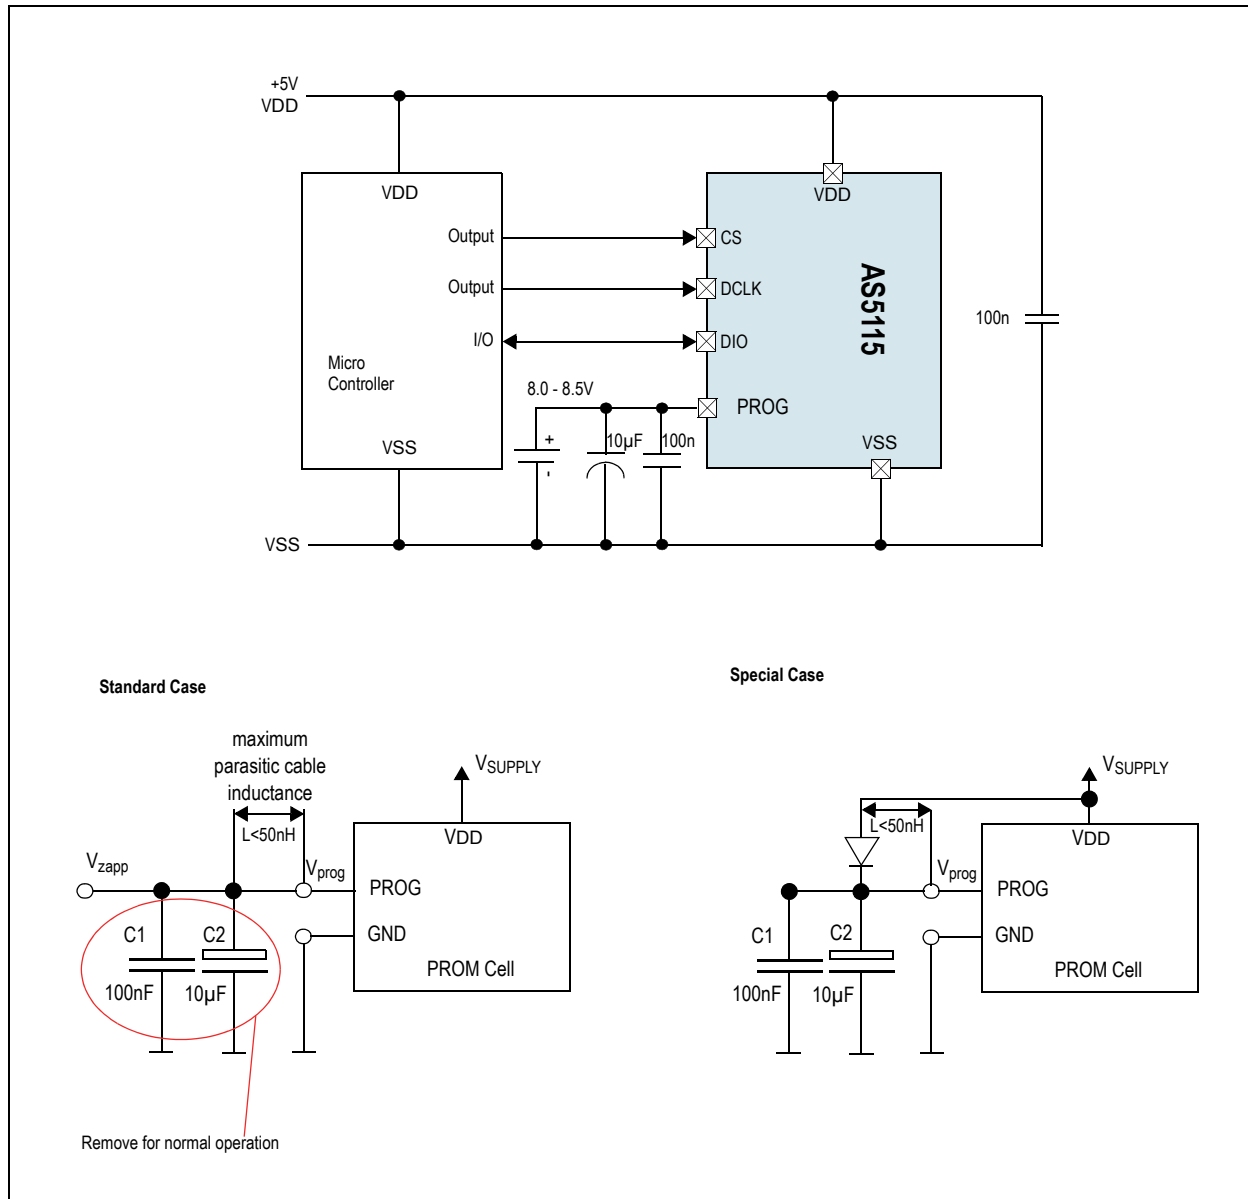 +5V
VDD
VDD
VDD
Output
CS
Output
DCLK
I/O
DIO
AS5115
100n
Micro
Controller
8.0 - 8.5V
PROG
+
10µF
100n
-
VSS
VSS
VSS
Standard Case
Special Case
maximum
parasitic cable
inductance
L<50nH
VSUPPLY
VDD
Vzapp
Vprog
PROG
C1
C2
GND
100nF
10µF
PROM Cell
Remove for normal operation
VSUPPLY
L<50nH
VDD
Vprog
PROG
C1
C2
GND
100nF
10µF
PROM Cell